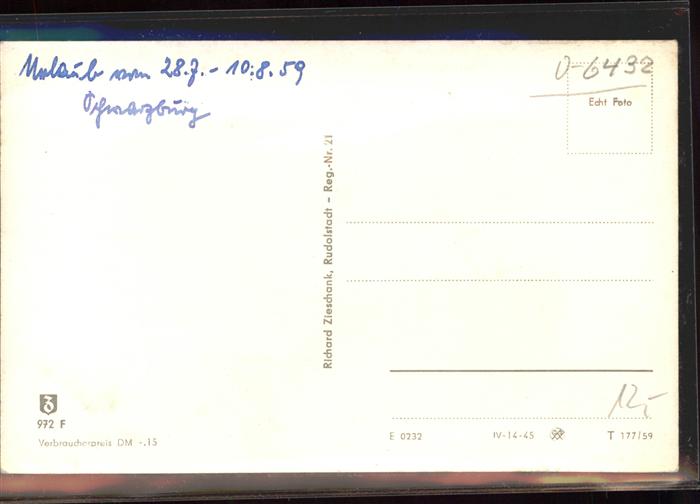 Urlaub vom 28.7.-10.8.59
Schwarzburg
O-6432
Echt Foto
Richard Zieschank, Rudolstadt - Reg.-Nr. 21
972 F
Verbraucherpreis DM -.15
E 0232
IV-14-45
T 177/59
12,-